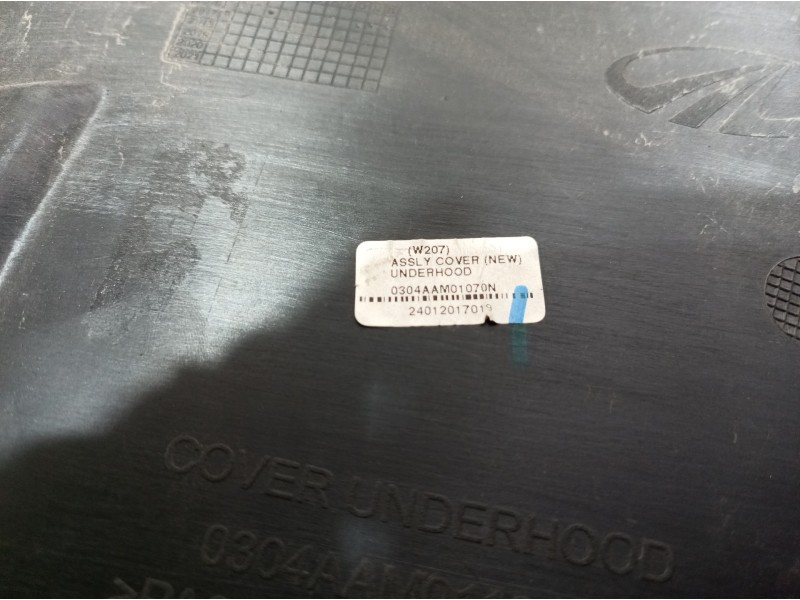 (W207)
ASSLY COVER (NEW)
UNDERHOOD
0304AAM01070N
24012017019
COVER UNDERHOOD